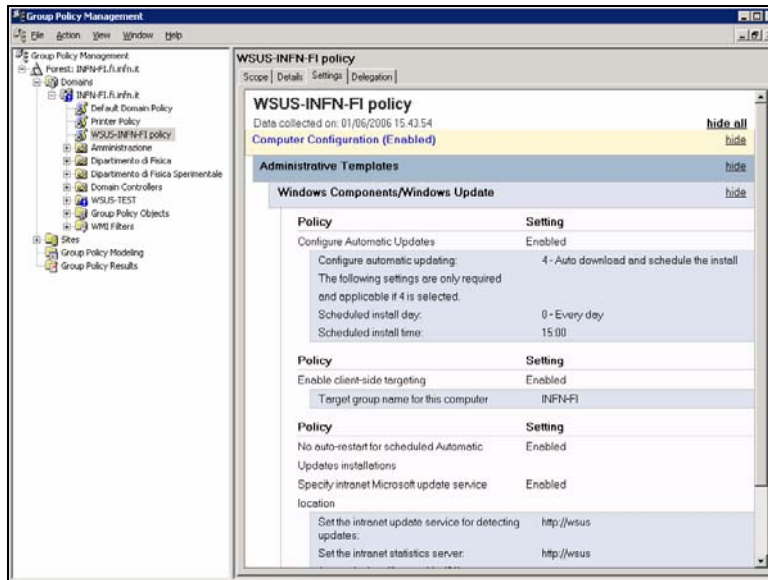 Group Policy Management
File Action View Window Help
Group Policy Management
Forest: INFN-FI.fi.infn.it
Domains
INFN-FI.fi.infn.it
Default Domain Policy
Printer Policy
WSUS-INFN-FI policy
Amministrazione
Dipartimento di Fisica
Dipartimento di Fisica Sperimentale
Domain Controllers
WSUS-TEST
Group Policy Objects
WMI Filters
Sites
Group Policy Modeling
Group Policy Results
WSUS-INFN-FI policy
Scope Details Settings Delegation
WSUS-INFN-FI policy
Data collected on: 01/06/2006 15.43.54 hide all
Computer Configuration (Enabled) hide
Administrative Templates hide
Windows Components/Windows Update hide
Policy Setting
Configure Automatic Updates Enabled
Configure automatic updating: 4 - Auto download and schedule the install
The following settings are only required
and applicable if 4 is selected.
Scheduled install day: 0 - Every day
Scheduled install time: 15:00
Policy Setting
Enable client-side targeting Enabled
Target group name for this computer INFN-FI
Policy Setting
No auto-restart for scheduled Automatic Enabled
Updates installations
Specify intranet Microsoft update service Enabled
location
Set the intranet update service for detecting http://wsus
updates:
Set the intranet statistics server: http://wsus